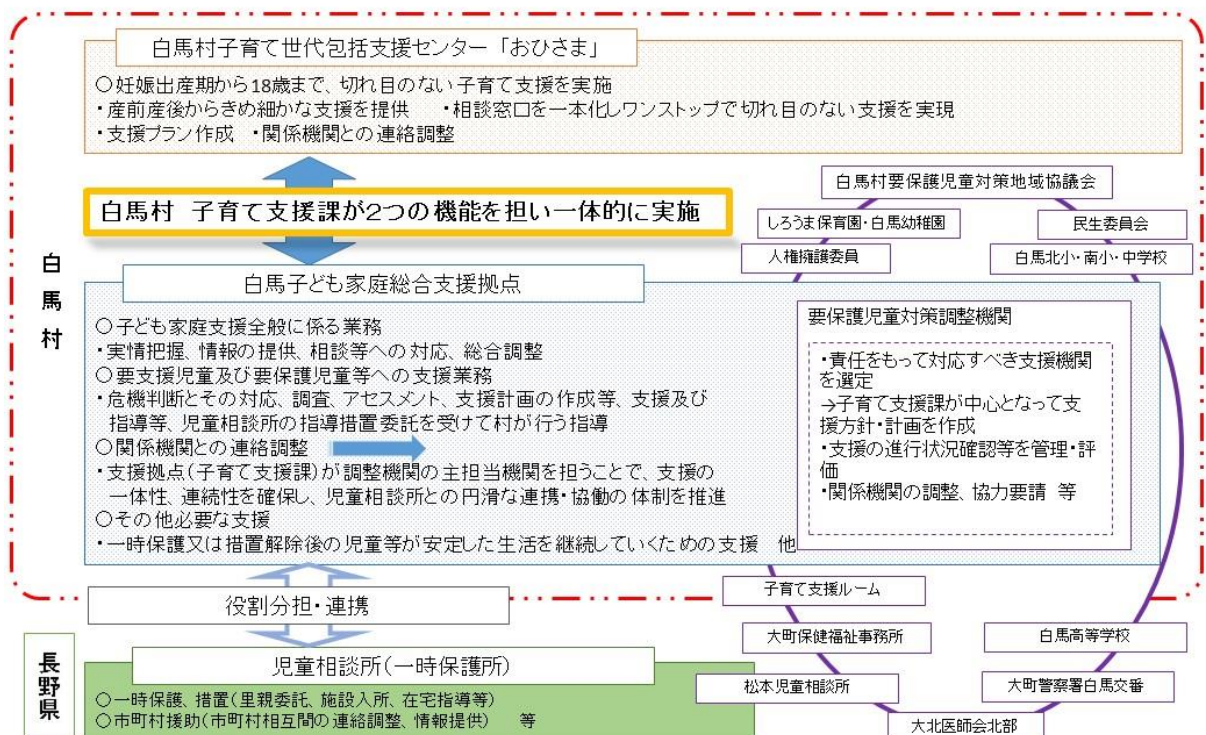 白馬村子育て世代包括支援センター「おひさま」
○妊娠出産期から18歳まで、切れ目のない子育て支援を実施
・産前産後からきめ細かな支援を提供　・相談窓口を一本化しワンストップで切れ目のない支援を実現
・支援プラン作成　・関係機関との連絡調整
白馬村　子育て支援課が2つの機能を担い一体的に実施
白馬村
白馬子ども家庭総合支援拠点
○子ども家庭支援全般に係る業務
・実情把握、情報の提供、相談等への対応、総合調整
○要支援児童及び要保護児童等への支援業務
・危機判断とその対応、調査、アセスメント、支援計画の作成等、支援及び
指導等、児童相談所の指導措置委託を受けて村が行う指導
○関係機関との連絡調整
・支援拠点(子育て支援課)が調整機関の主担当機関を担うことで、支援の
一体性、連続性を確保し、児童相談所との円滑な連携・協働の体制を推進
○その他必要な支援
・一時保護又は措置解除後の児童等が安定した生活を継続していくための支援　他
白馬村要保護児童対策地域協議会
しろうま保育園・白馬幼稚園
民生委員会
人権擁護委員
白馬北小・南小・中学校
要保護児童対策調整機関
・責任をもって対応すべき支援機関
を選定
→子育て支援課が中心となって支
援方針・計画を作成
・支援の進行状況確認等を管理・評
価
・関係機関の調整、協力要請　等
子育て支援ルーム
大町保健福祉事務所
白馬高等学校
松本児童相談所
大町警察署白馬交番
大北医師会北部
役割分担・連携
長野県
児童相談所(一時保護所)
○一時保護、措置(里親委託、施設入所、在宅指導等)
○市町村援助(市町村相互間の連絡調整、情報提供)　等